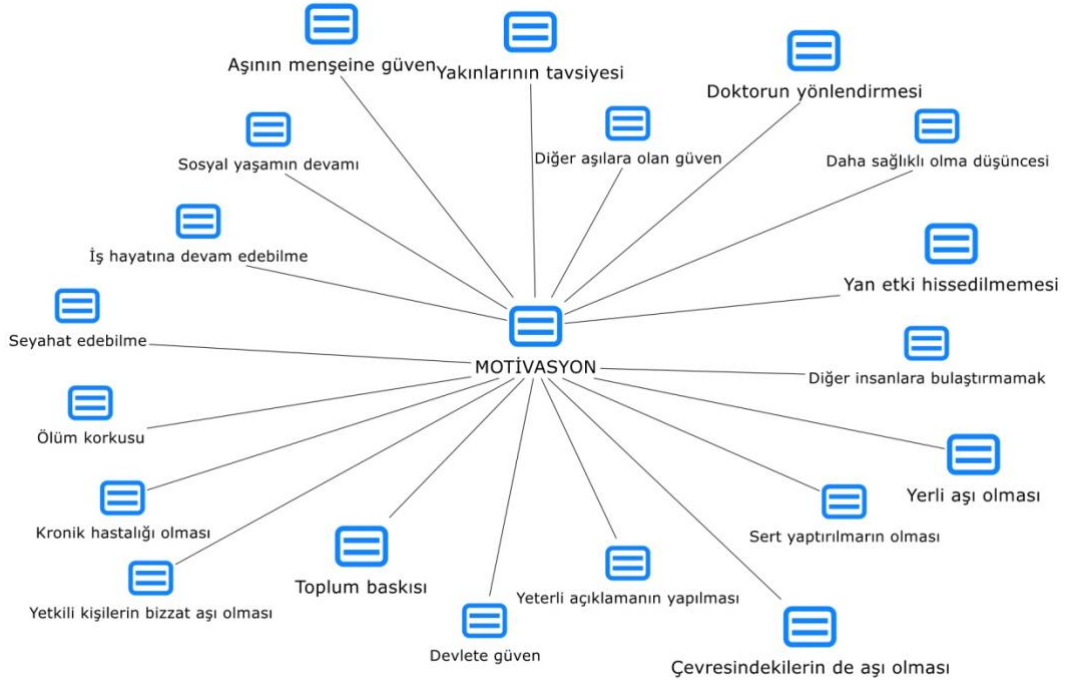 Aşının menşeine güven
Yakınlarının tavsiyesi
Doktorun yönlendirmesi
Sosyal yaşamın devamı
Diğer aşılara olan güven
Daha sağlıklı olma düşüncesi
İş hayatına devam edebilme
Yan etki hissedilmemesi
Seyahat edebilme
MOTİVASYON
Diğer insanlara bulaştırmamak
Ölüm korkusu
Yerli aşı olması
Kronik hastalığı olması
Sert yaptırılmarın olması
Toplum baskısı
Yetkili kişilerin bizzat aşı olması
Yeterli açıklamanın yapılması
Devlete güven
Çevresindekilerin de aşı olması